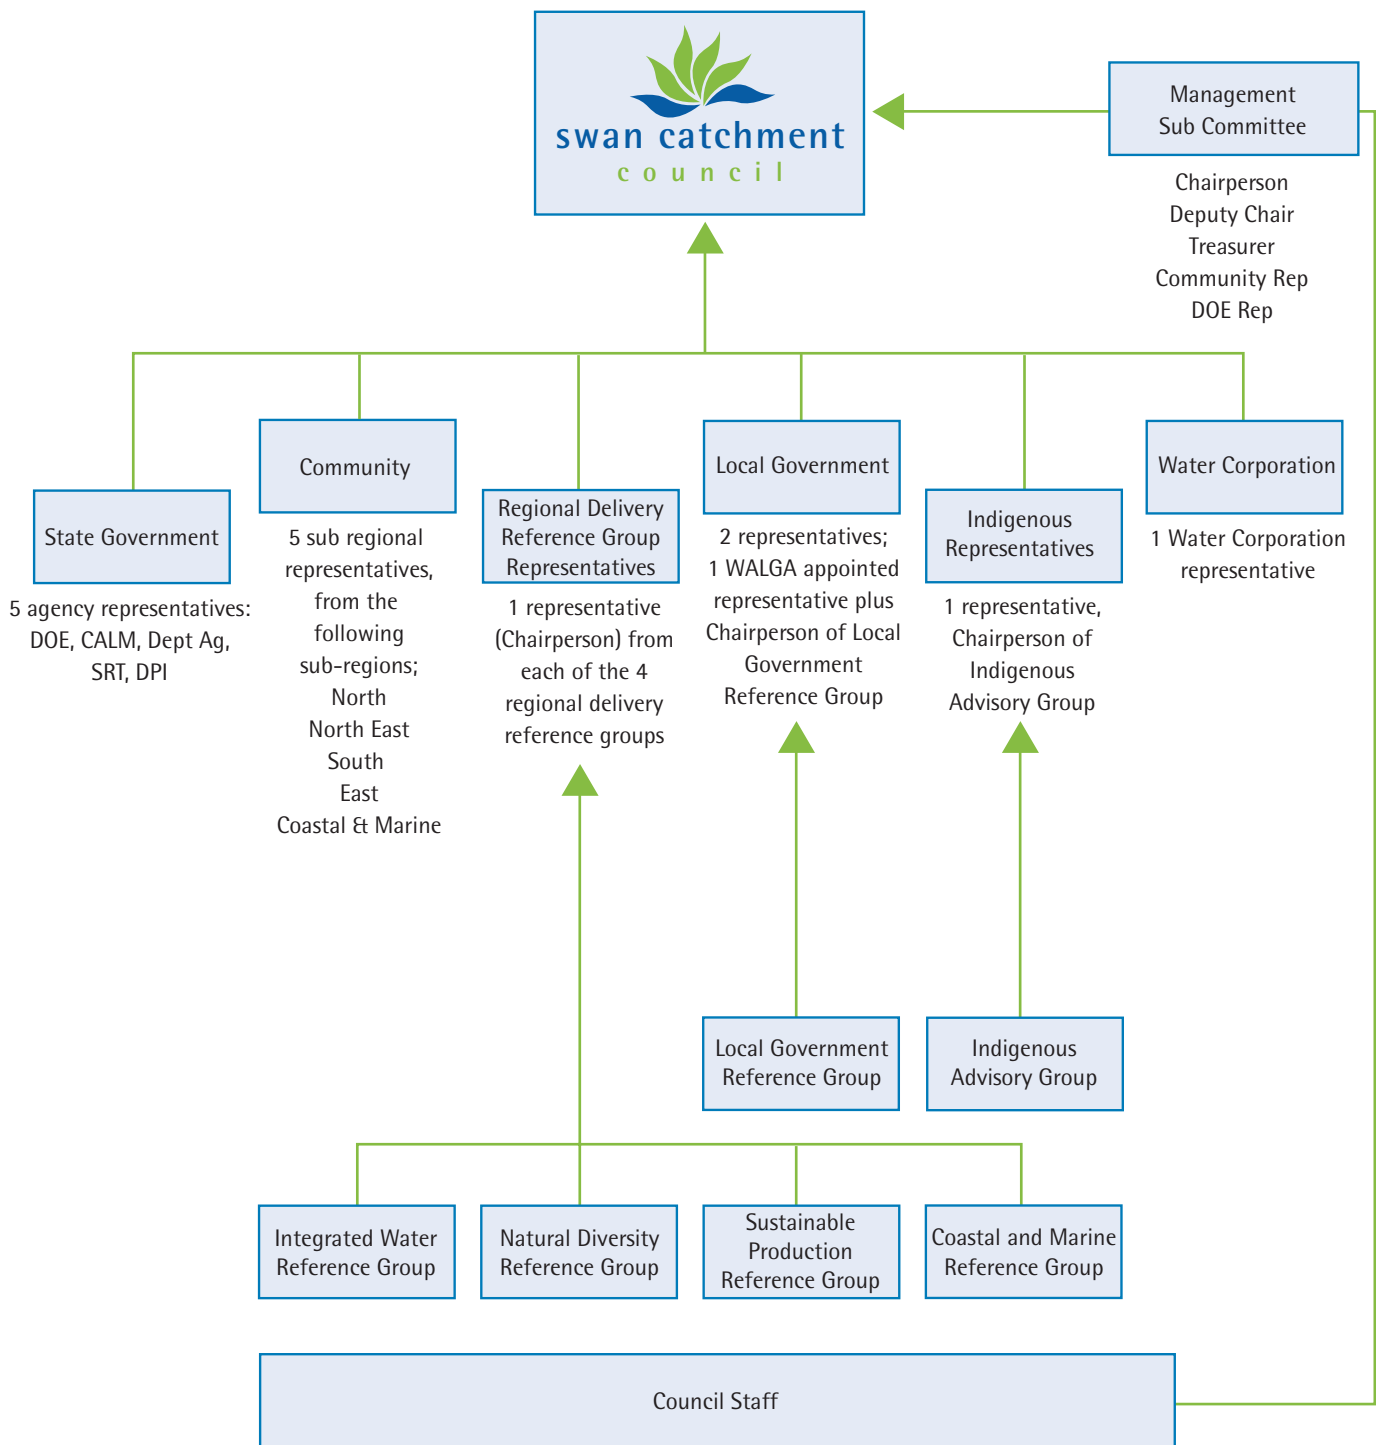 swan catchment
council
Management
Sub Committee
Chairperson
Deputy Chair
Treasurer
Community Rep
DOE Rep
State Government
5 agency representatives:
DOE, CALM, Dept Ag,
SRT, DPI
Community
5 sub regional
representatives,
from the
following
sub-regions;
North
North East
South
East
Coastal & Marine
Regional Delivery
Reference Group
Representatives
1 representative
(Chairperson) from
each of the 4
regional delivery
reference groups
Local Government
2 representatives;
1 WALGA appointed
representative plus
Chairperson of Local
Government
Reference Group
Indigenous
Representatives
1 representative,
Chairperson of
Indigenous
Advisory Group
Water Corporation
1 Water Corporation
representative
Local Government
Reference Group
Indigenous
Advisory Group
Integrated Water
Reference Group
Natural Diversity
Reference Group
Sustainable
Production
Reference Group
Coastal and Marine
Reference Group
Council Staff